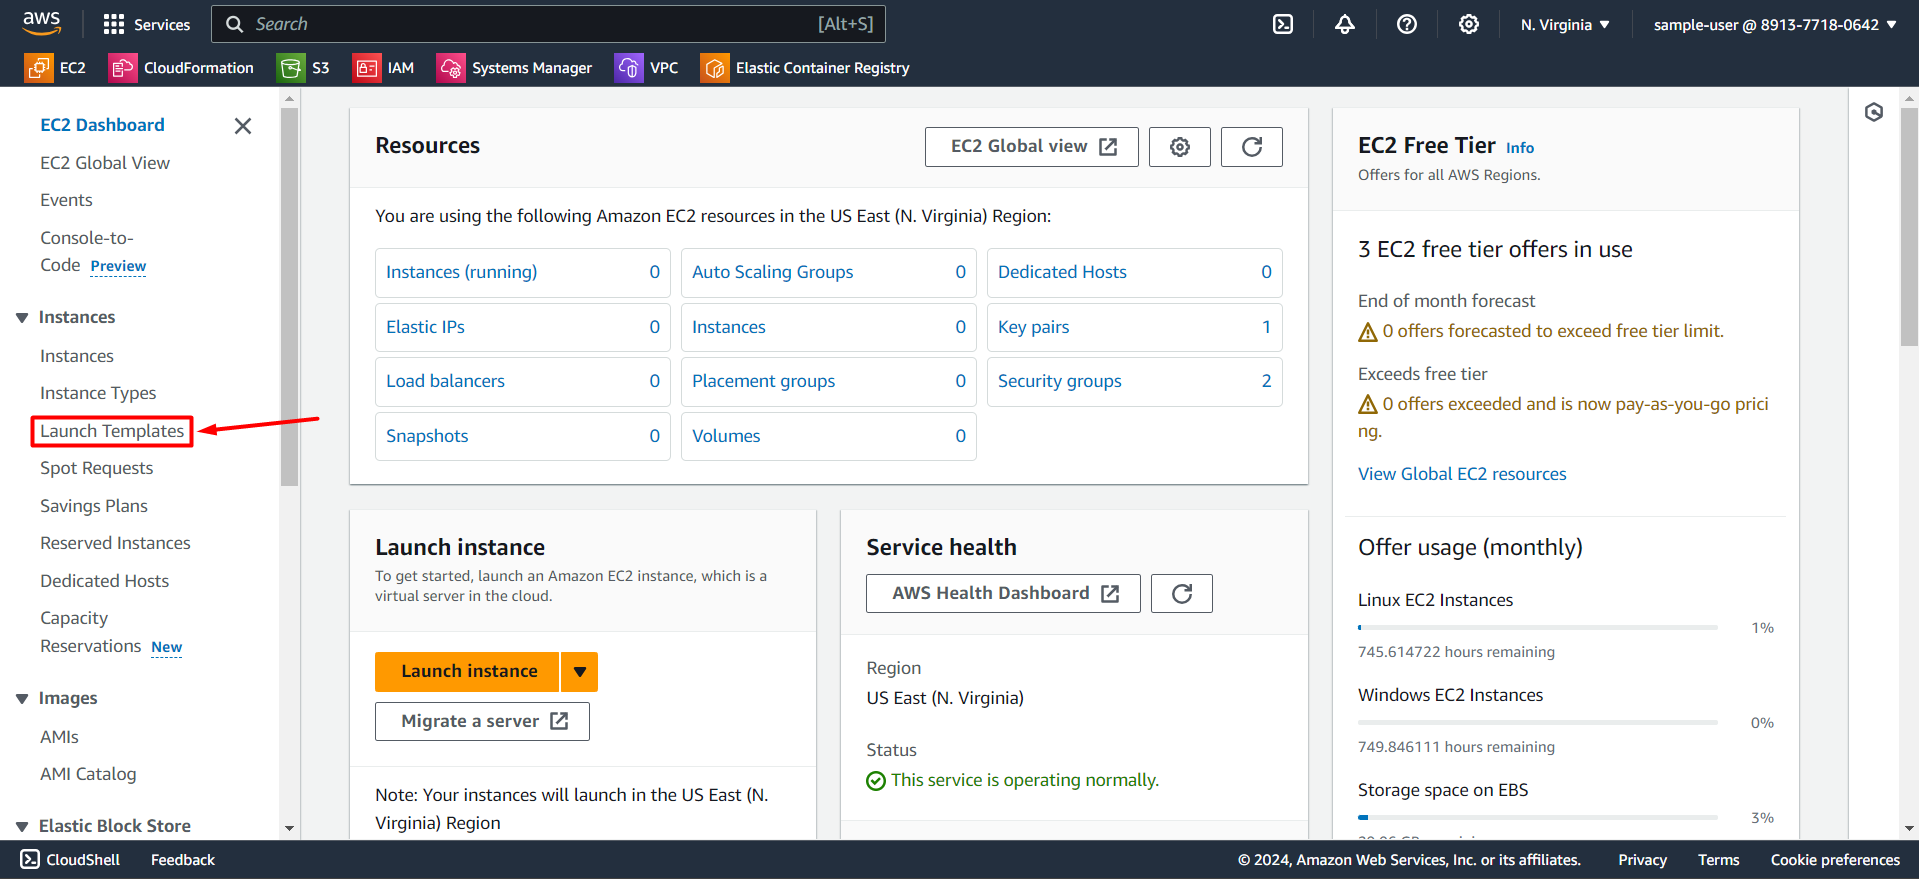 aws
Services
Search
[Alt+S]
N. Virginia
sample-user @ 8913-7718-0642
EC2
CloudFormation
S3
IAM
Systems Manager
VPC
Elastic Container Registry
EC2 Dashboard
EC2 Global View
Events
Console-to-
Code Preview
Instances
Instances
Instance Types
Launch Templates
Spot Requests
Savings Plans
Reserved Instances
Dedicated Hosts
Capacity
Reservations New
Images
AMIs
AMI Catalog
Elastic Block Store
Resources
EC2 Global view
You are using the following Amazon EC2 resources in the US East (N. Virginia) Region:
Instances (running) 0
Auto Scaling Groups 0
Dedicated Hosts 0
Elastic IPs 0
Instances 0
Key pairs 1
Load balancers 0
Placement groups 0
Security groups 2
Snapshots 0
Volumes 0
Launch instance
To get started, launch an Amazon EC2 instance, which is a
virtual server in the cloud.
Launch instance
Migrate a server
Note: Your instances will launch in the US East (N.
Virginia) Region
Service health
AWS Health Dashboard
Region
US East (N. Virginia)
Status
This service is operating normally.
EC2 Free Tier Info
Offers for all AWS Regions.
3 EC2 free tier offers in use
End of month forecast
0 offers forecasted to exceed free tier limit.
Exceeds free tier
0 offers exceeded and is now pay-as-you-go prici
ng.
View Global EC2 resources
Offer usage (monthly)
Linux EC2 Instances
1%
745.614722 hours remaining
Windows EC2 Instances
0%
749.846111 hours remaining
Storage space on EBS
3%
CloudShell
Feedback
© 2024, Amazon Web Services, Inc. or its affiliates.
Privacy
Terms
Cookie preferences